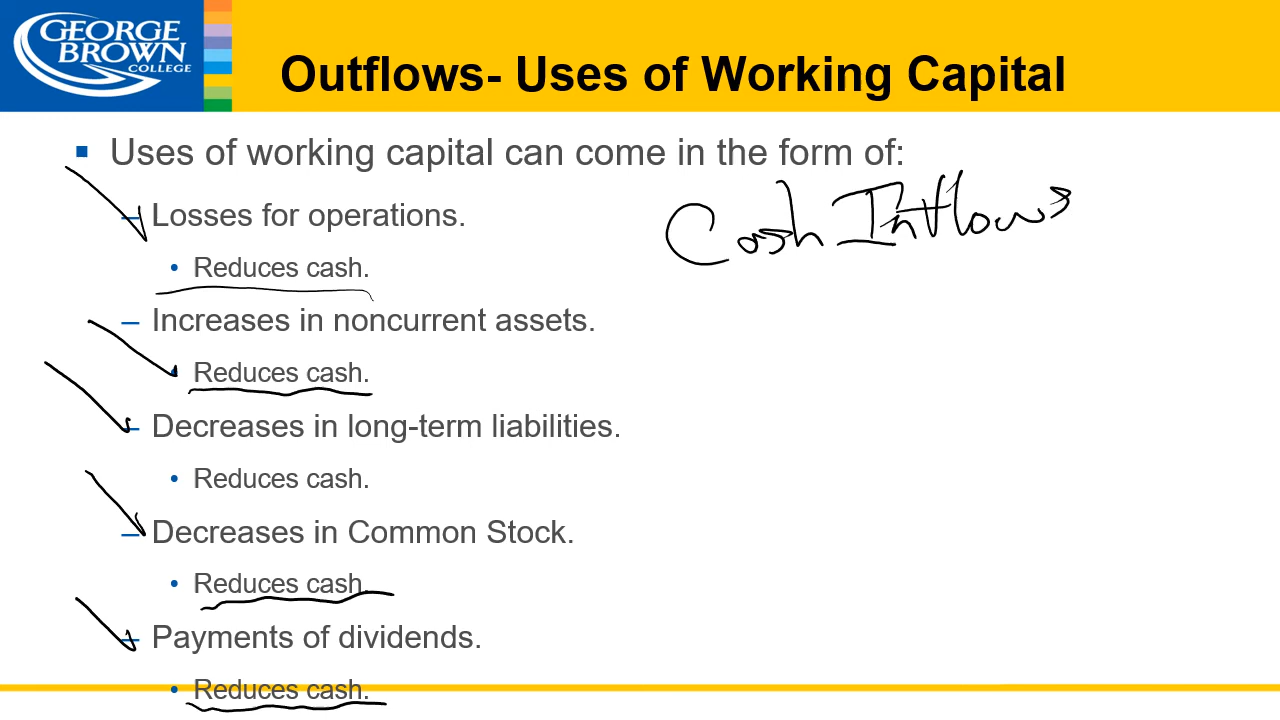 GEORGE
BROWN
COLLEGE
Outflows- Uses of Working Capital
Uses of working capital can come in the form of:
– Losses for operations.
Cash Inflows
• Reduces cash.
– Increases in noncurrent assets.
• Reduces cash.
– Decreases in long-term liabilities.
• Reduces cash.
– Decreases in Common Stock.
• Reduces cash.
– Payments of dividends.
• Reduces cash.